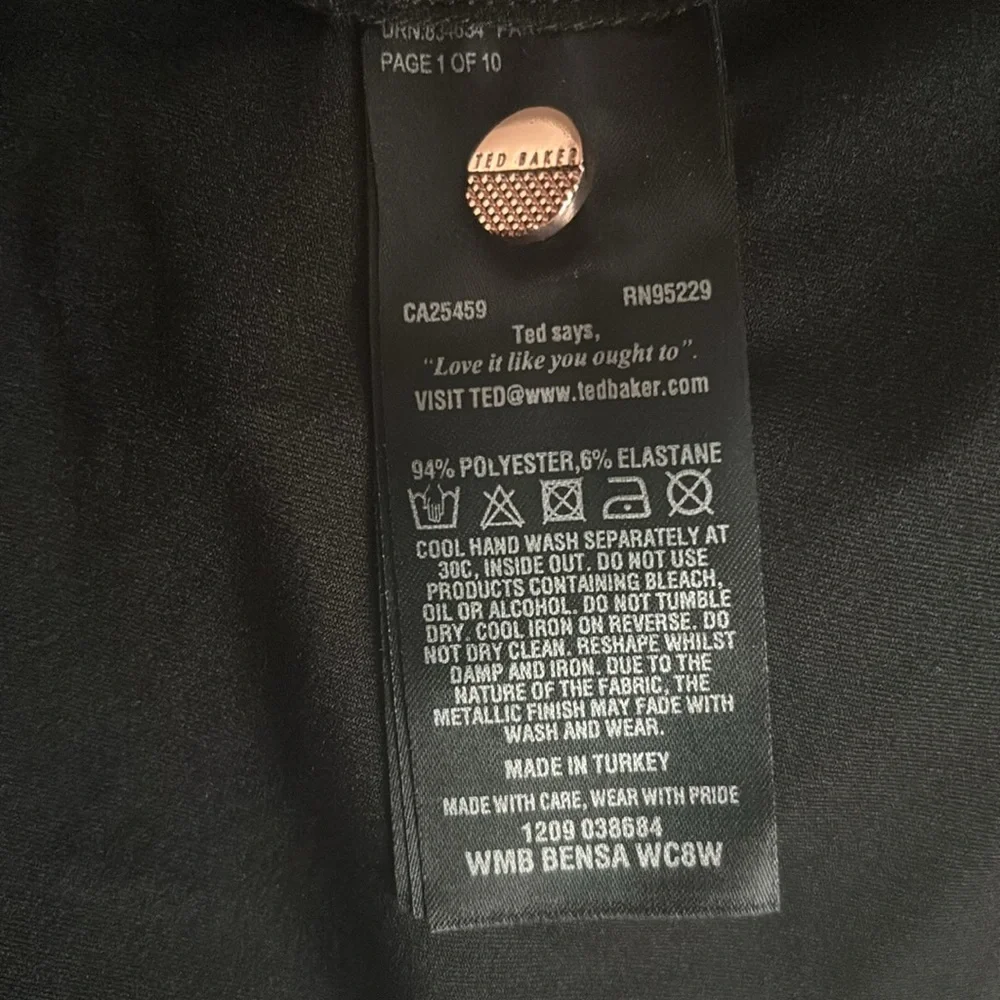 URN:834634
PAGE 1 OF 10
TED BAKER
CA25459 RN95229
Ted says,
"Love it like you ought to".
VISIT TED@www.tedbaker.com
94% POLYESTER,6% ELASTANE
COOL HAND WASH SEPARATELY AT
30C, INSIDE OUT. DO NOT USE
PRODUCTS CONTAINING BLEACH,
OIL OR ALCOHOL. DO NOT TUMBLE
DRY. COOL IRON ON REVERSE. DO
NOT DRY CLEAN. RESHAPE WHILST
DAMP AND IRON. DUE TO THE
NATURE OF THE FABRIC, THE
METALLIC FINISH MAY FADE WITH
WASH AND WEAR.
MADE IN TURKEY
MADE WITH CARE, WEAR WITH PRIDE
1209 038684
WMB BENSA WC8W